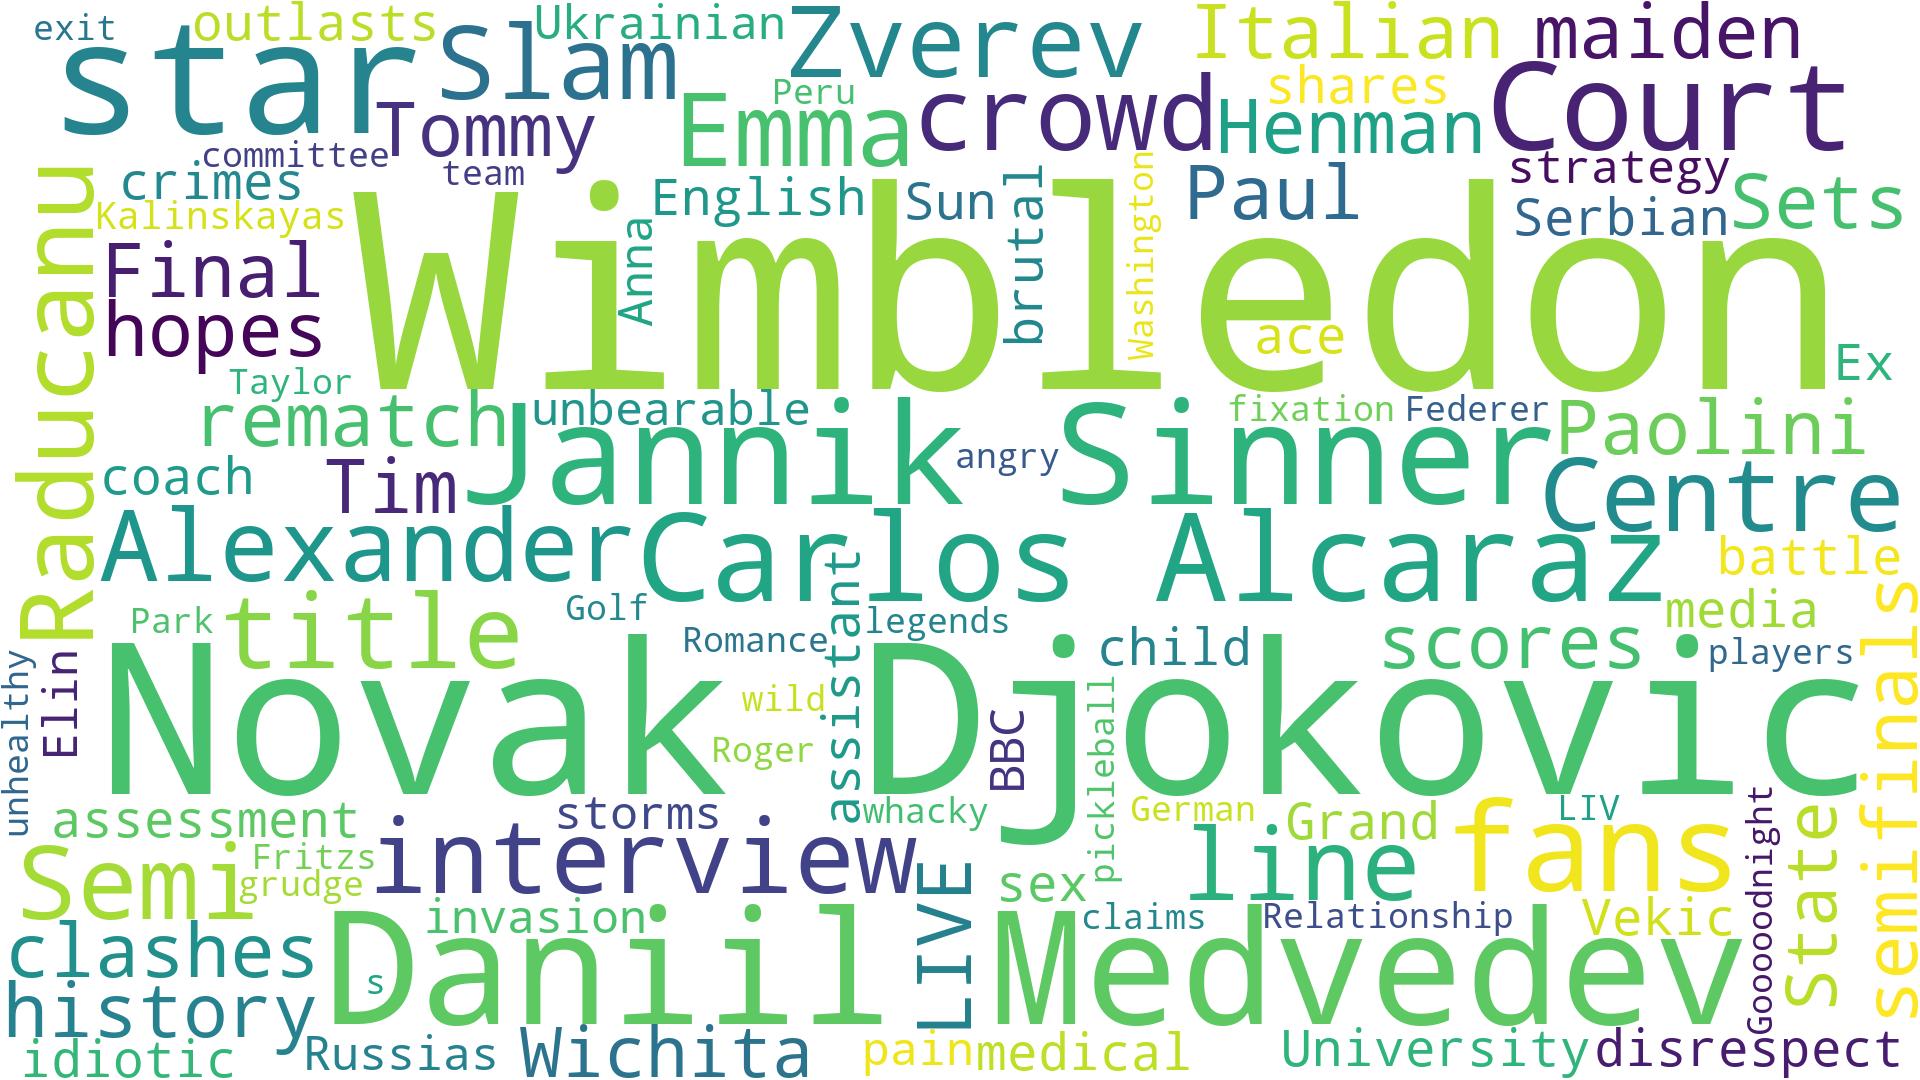 exit
outlasts
Ukrainian
Zverev
Italian
maiden
star
Slam
Peru
shares
Court
Tommy
Emma
crowd
Henman
committee
team
crimes
English
Sun
Washington
Paul
strategy
Serbian
Sets
Kalinskayas
Raducanu
Final
hopes
Wimbledon
Anna
brutal
ace
Ex
Taylor
rematch
unbearable
fixation
Federer
Paolini
Jannik Sinner
angry
coach
Tim
Centre
Alexander
Carlos Alcaraz
battle
Park
title
Golf
Romance
assistant
legends
child
scores
media
players
semifinals
unhealthy
Elin
Novak Djokovic
wild
Roger
BBC
pickleball
assessment
storms
whacky
German
Grand
LIV
Goooooodnight
State
Semi
Fritzs
grudge
interview
LIVE
sex
line
fans
clashes
invasion
claims
Relationship
Vekic
Daniil Medvedev
s
history
idiotic
Russias
Wichita
pain
medical
University
disrespect